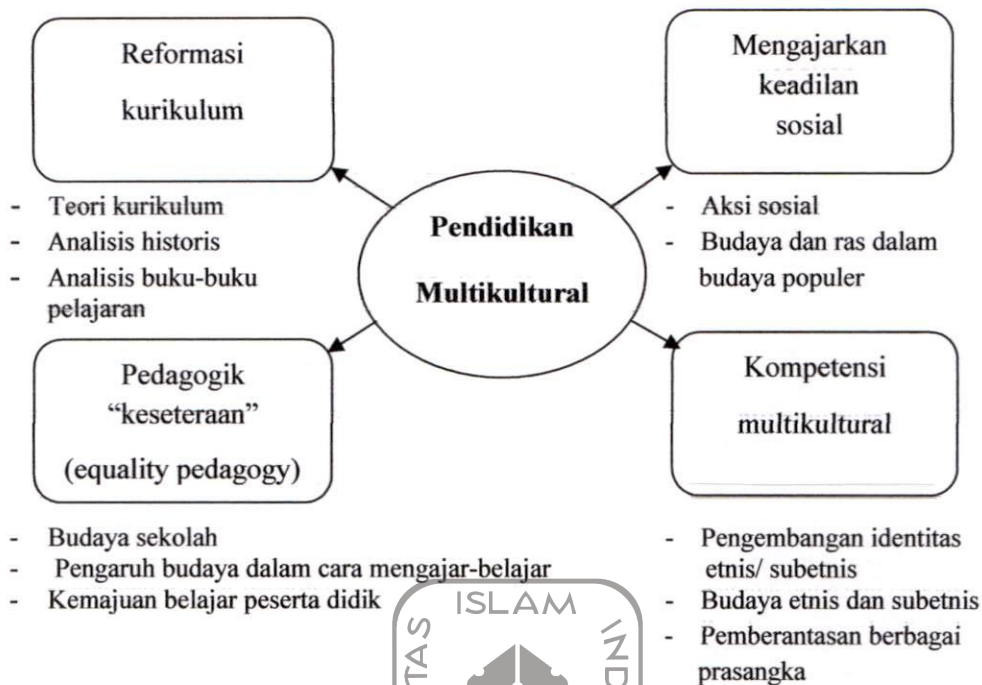 Reformasi
kurikulum
- Teori kurikulum
- Analisis historis
- Analisis buku-buku
pelajaran
Mengajarkan
keadilan
sosial
- Aksi sosial
- Budaya dan ras dalam
budaya populer
Pendidikan
Multikultural
Pedagogik
“keseteraan”
(equality pedagogy)
- Budaya sekolah
- Pengaruh budaya dalam cara mengajar-belajar
- Kemajuan belajar peserta didik
Kompetensi
multikultural
- Pengembangan identitas
etnis/ subetnis
- Budaya etnis dan subetnis
- Pemberantasan berbagai
prasangka
ISLAM
TAS
IND